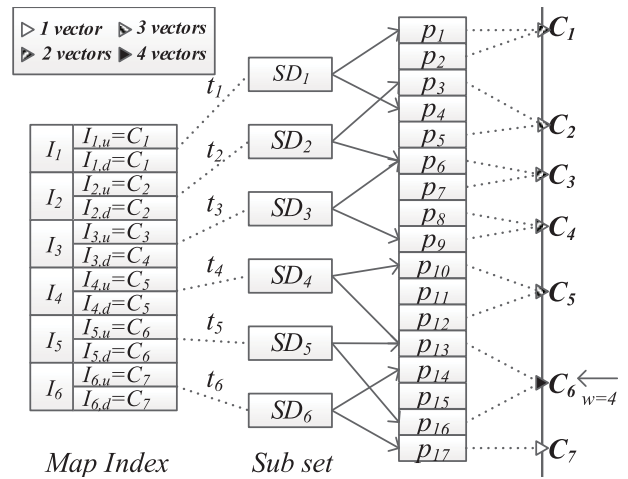 1 vector 3 vectors
2 vectors 4 vectors
t1 t2 t3 t4 t5 t6
I1 I1,u=C1
I1,d=C1
I2 I2,u=C2
I2,d=C2
I3 I3,u=C3
I3,d=C4
I4 I4,u=C5
I4,d=C5
I5 I5,u=C6
I5,d=C6
I6 I6,u=C7
I6,d=C7
Map Index
SD1
SD2
SD3
SD4
SD5
SD6
Sub set
p1
p2
p3
p4
p5
p6
p7
p8
p9
p10
p11
p12
p13
p14
p15
p16
p17
C1
C2
C3
C4
C5
C6
w=4
C7